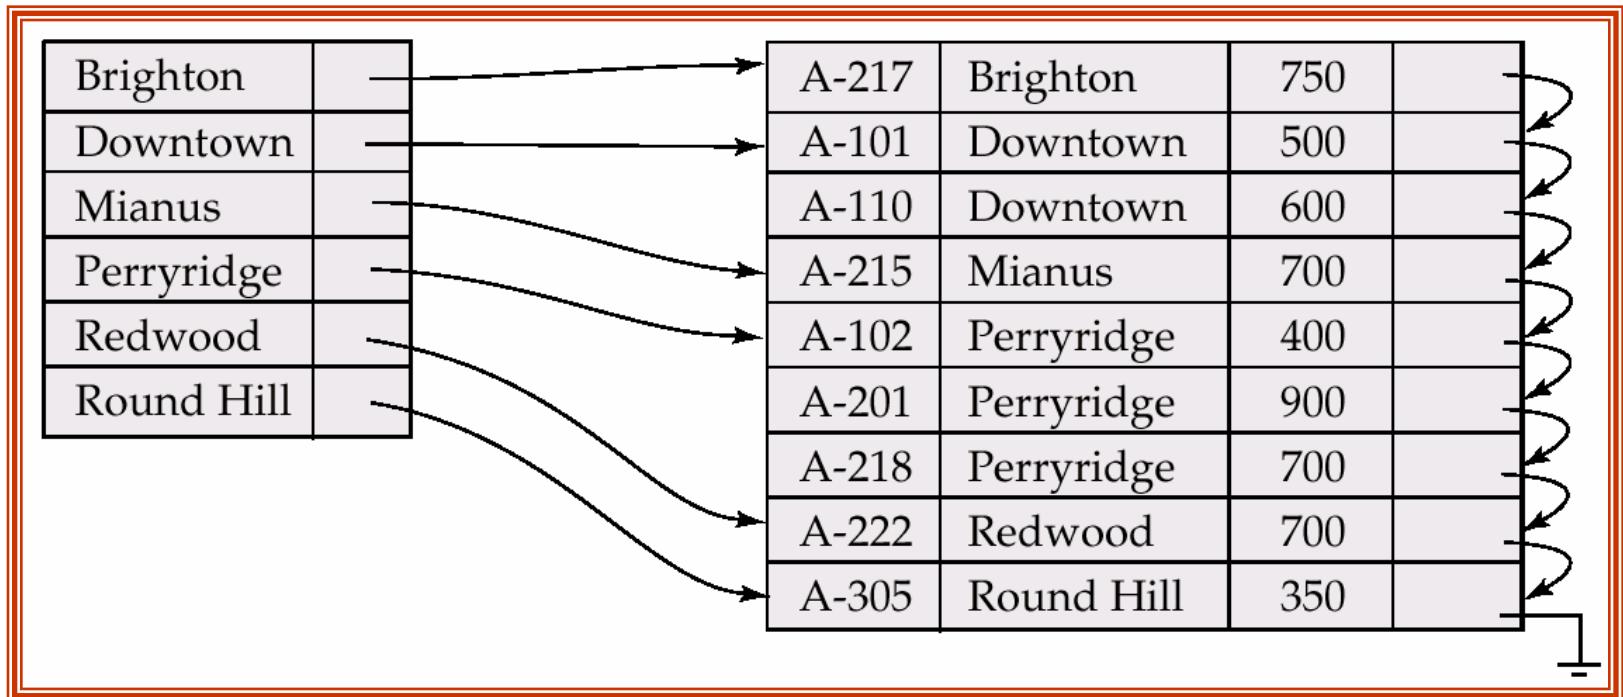 Brighton
Downtown
Mianus
Perryridge
Redwood
Round Hill
A-217 Brighton 750
A-101 Downtown 500
A-110 Downtown 600
A-215 Mianus 700
A-102 Perryridge 400
A-201 Perryridge 900
A-218 Perryridge 700
A-222 Redwood 700
A-305 Round Hill 350